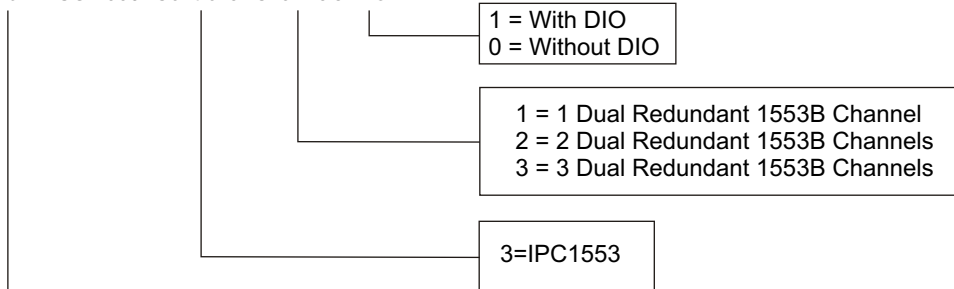 1 = With DIO
0 = Without DIO
1 = 1 Dual Redundant 1553B Channel
2 = 2 Dual Redundant 1553B Channels
3 = 3 Dual Redundant 1553B Channels
3=IPC1553